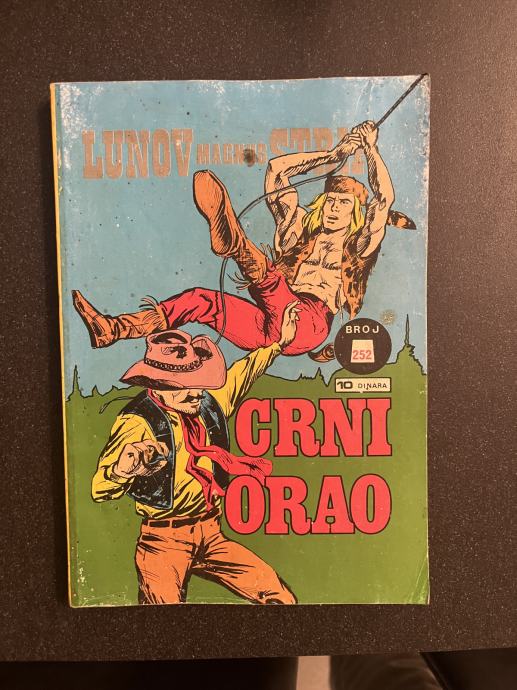 LUNOV MAGNUS STRIP
BROJ
252
10 DINARA
CRNI
ORAO